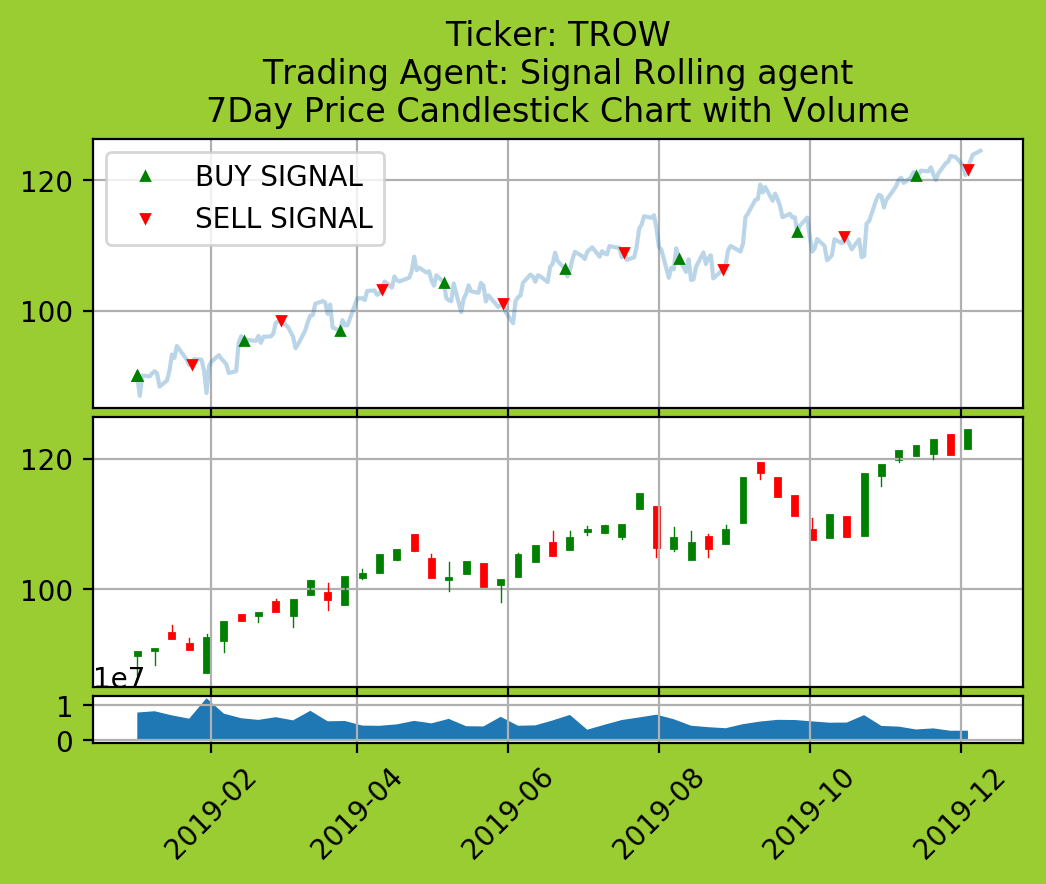 Ticker: TROW
Trading Agent: Signal Rolling agent
7Day Price Candlestick Chart with Volume
BUY SIGNAL
SELL SIGNAL
120
100
120
100
1e7
1
0
2019-02
2019-04
2019-06
2019-08
2019-10
2019-12